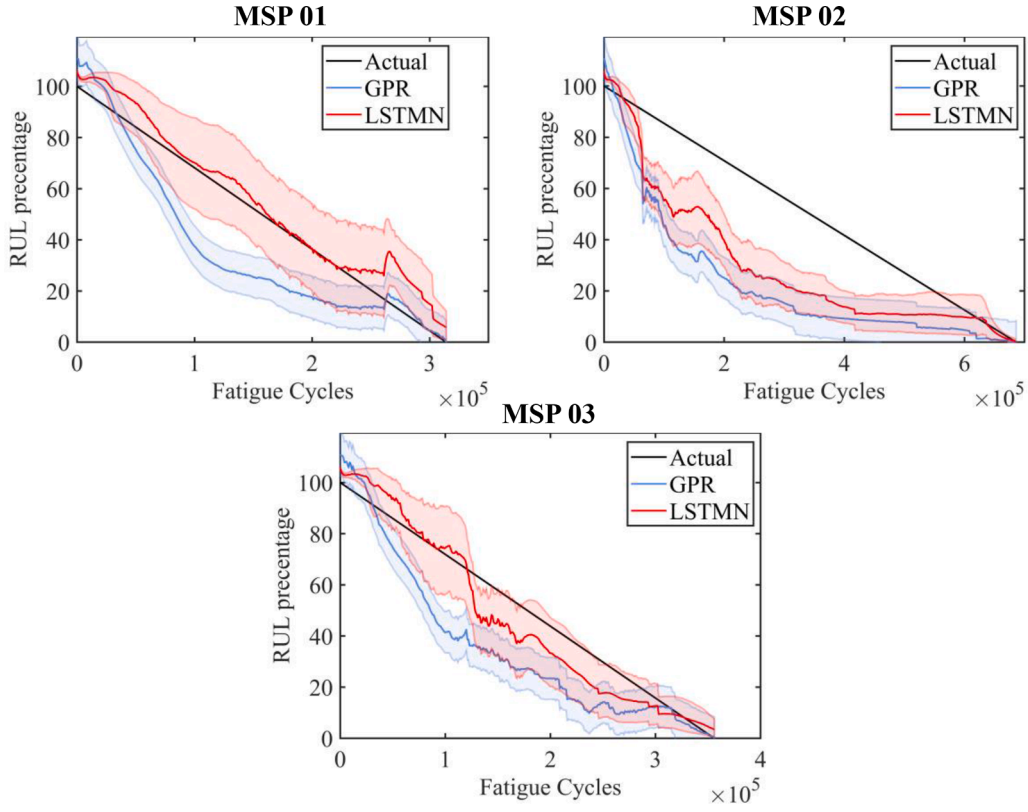 MSP 01
RUL precentage
100
80
60
40
20
0
Actual
GPR
LSTMN
0 1 2 3
×10⁵
Fatigue Cycles
MSP 02
RUL precentage
100
80
60
40
20
0
Actual
GPR
LSTMN
0 2 4 6
×10⁵
Fatigue Cycles
MSP 03
RUL precentage
100
80
60
40
20
0
Actual
GPR
LSTMN
0 1 2 3 4
×10⁵
Fatigue Cycles